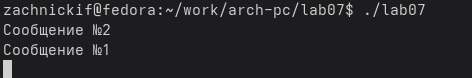 zachnickif@fedora:~/work/arch-pc/lab07$ ./lab07
Сообщение №2
Сообщение №1